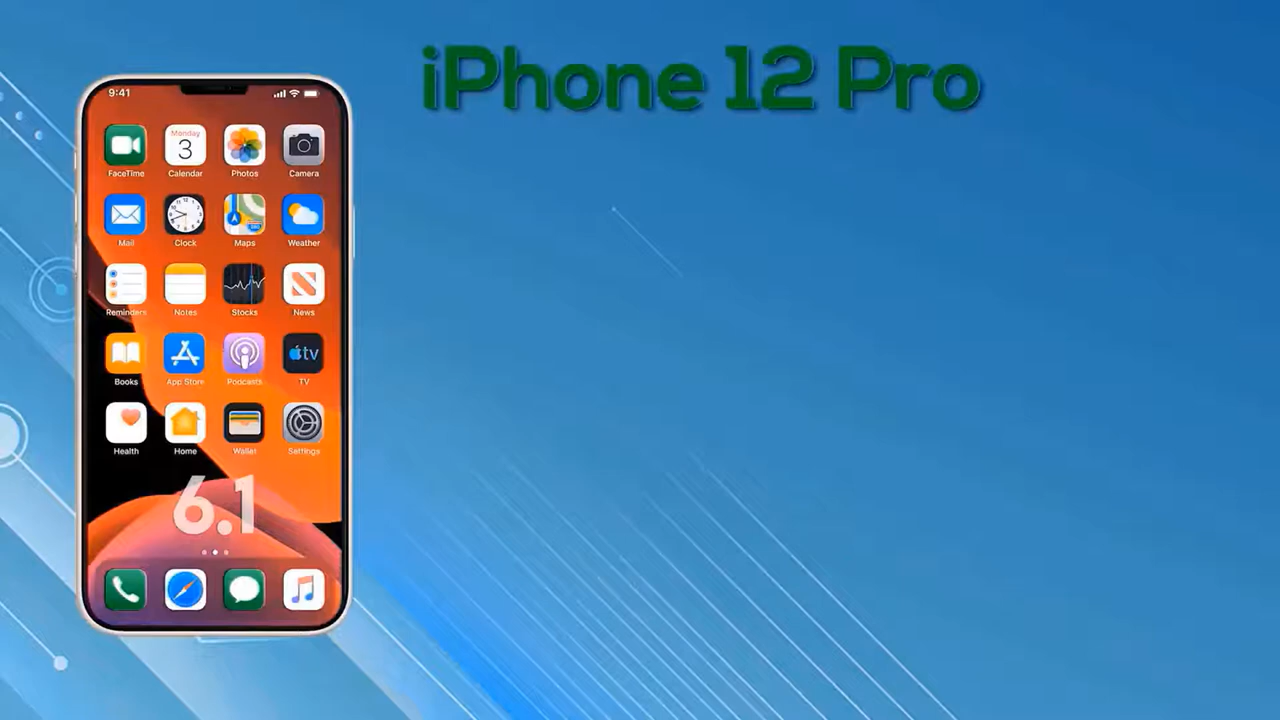 iPhone 12 Pro
9:41
Monday
3
FaceTime Calendar Photos Camera
Mail Clock Maps Weather
Reminders Notes Stocks News
tv
Books App Store Podcasts TV
Health Home Wallet Settings
6.1